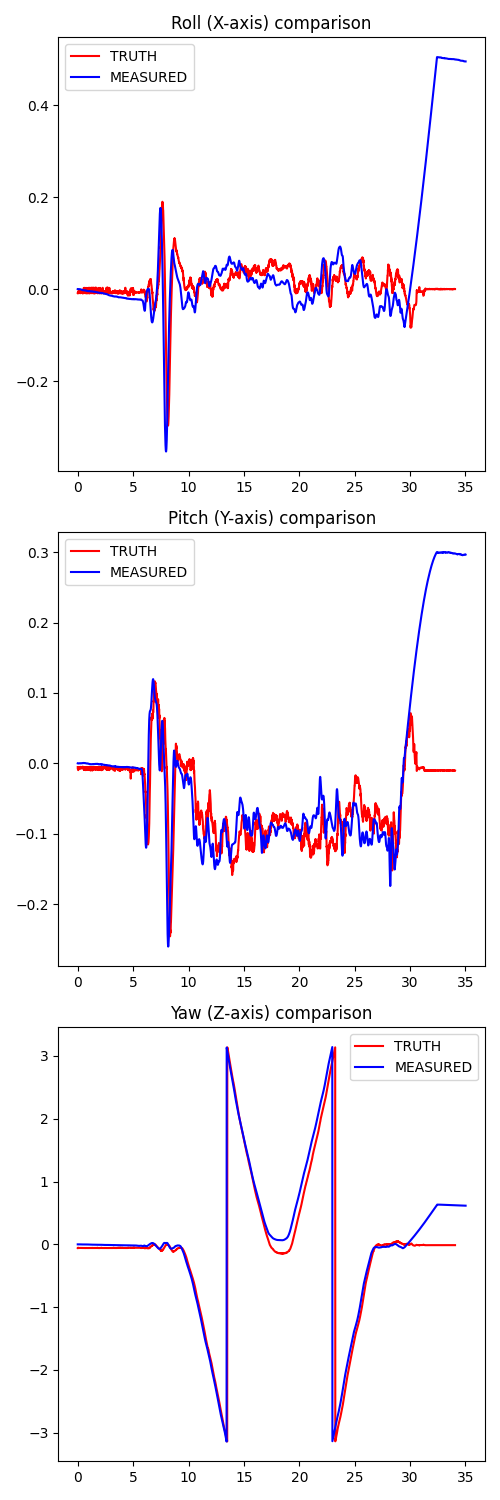 Roll (X-axis) comparison
TRUTH
MEASURED
0.4
0.2
0.0
−0.2
0 5 10 15 20 25 30 35
Pitch (Y-axis) comparison
TRUTH
MEASURED
0.3
0.2
0.1
0.0
−0.1
−0.2
0 5 10 15 20 25 30 35
Yaw (Z-axis) comparison
TRUTH
MEASURED
3
2
1
0
−1
−2
−3
0 5 10 15 20 25 30 35